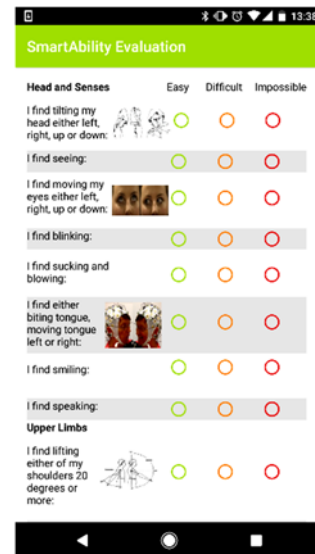 13:38
SmartAbility Evaluation
Head and Senses Easy Difficult Impossible
I find tilting my
head either left,
right, up or down:
I find seeing:
I find moving my
eyes either left,
right, up or down:
I find blinking:
I find sucking and
blowing:
I find either
biting tongue,
moving tongue
left or right:
I find smiling:
I find speaking:
Upper Limbs
I find lifting
either of my
shoulders 20
degrees or
more: